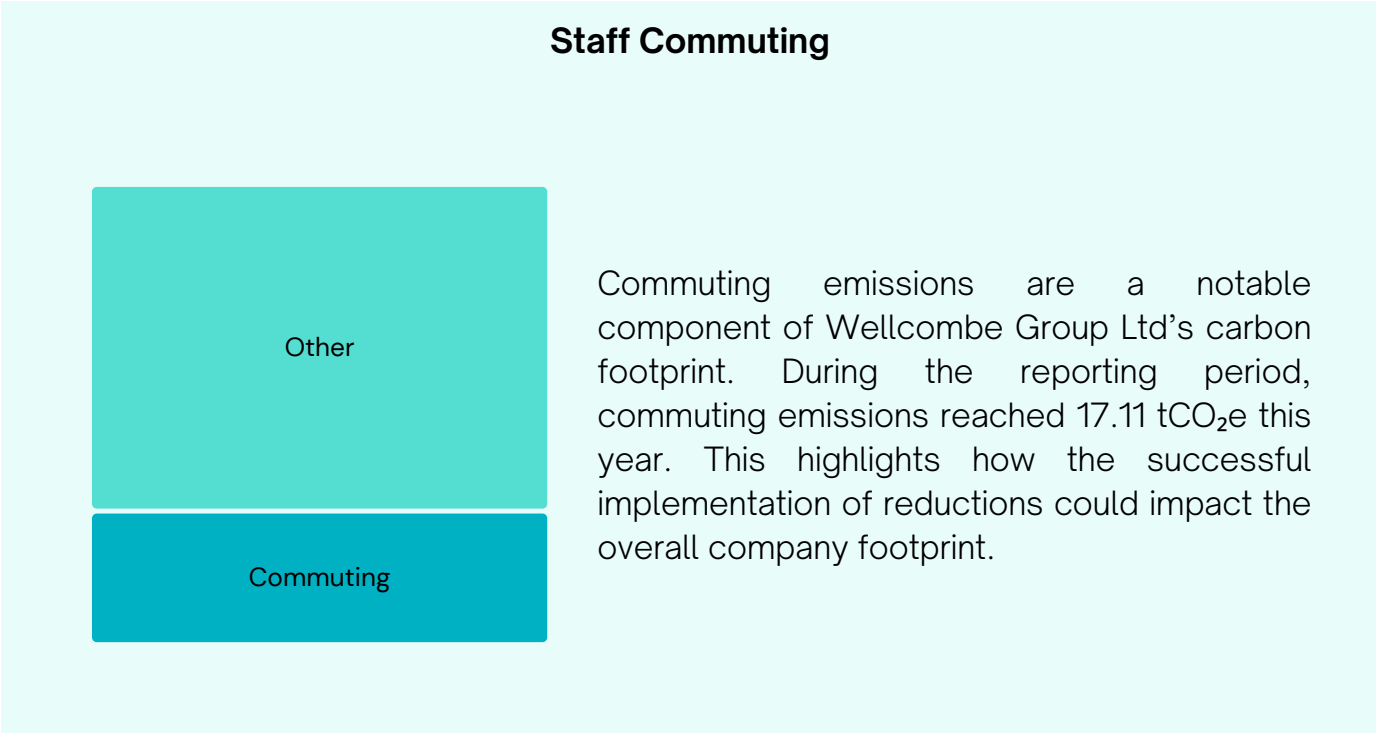 Staff Commuting
Other
Commuting
Commuting emissions are a notable
component of Wellcombe Group Ltd’s carbon
footprint. During the reporting period,
commuting emissions reached 17.11 tCO₂e this
year. This highlights how the successful
implementation of reductions could impact the
overall company footprint.